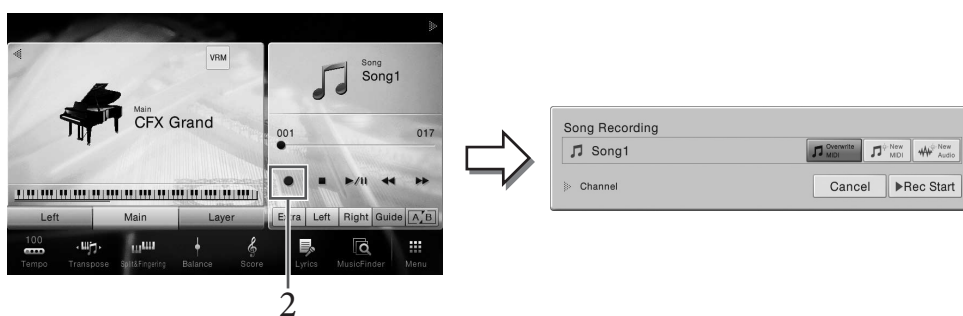 VRM
Main
CFX Grand
Song
Song1
001 017
Left Main Layer
Extra Left Right Guide A B
100
Tempo Transpose Split&Fingering Balance Score Lyrics MusicFinder Menu
2
Song Recording
Song1
Overwrite MIDI
New MIDI
New Audio
Channel
Cancel Rec Start